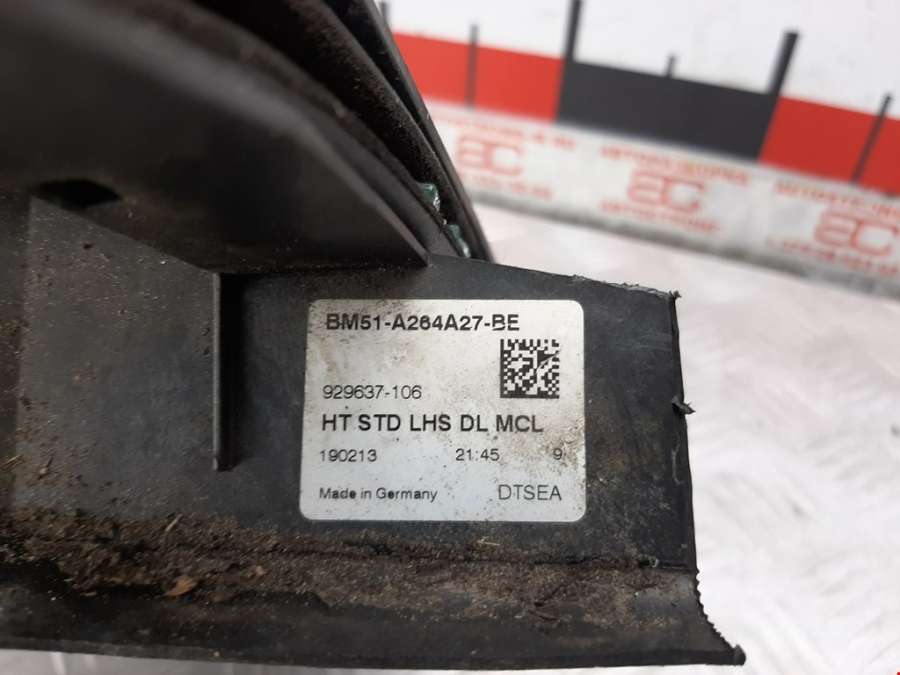 BM51-A264A27-BE
929637-106
HT STD LHS DL MCL
190213 21:45 9
Made in Germany DTSEA